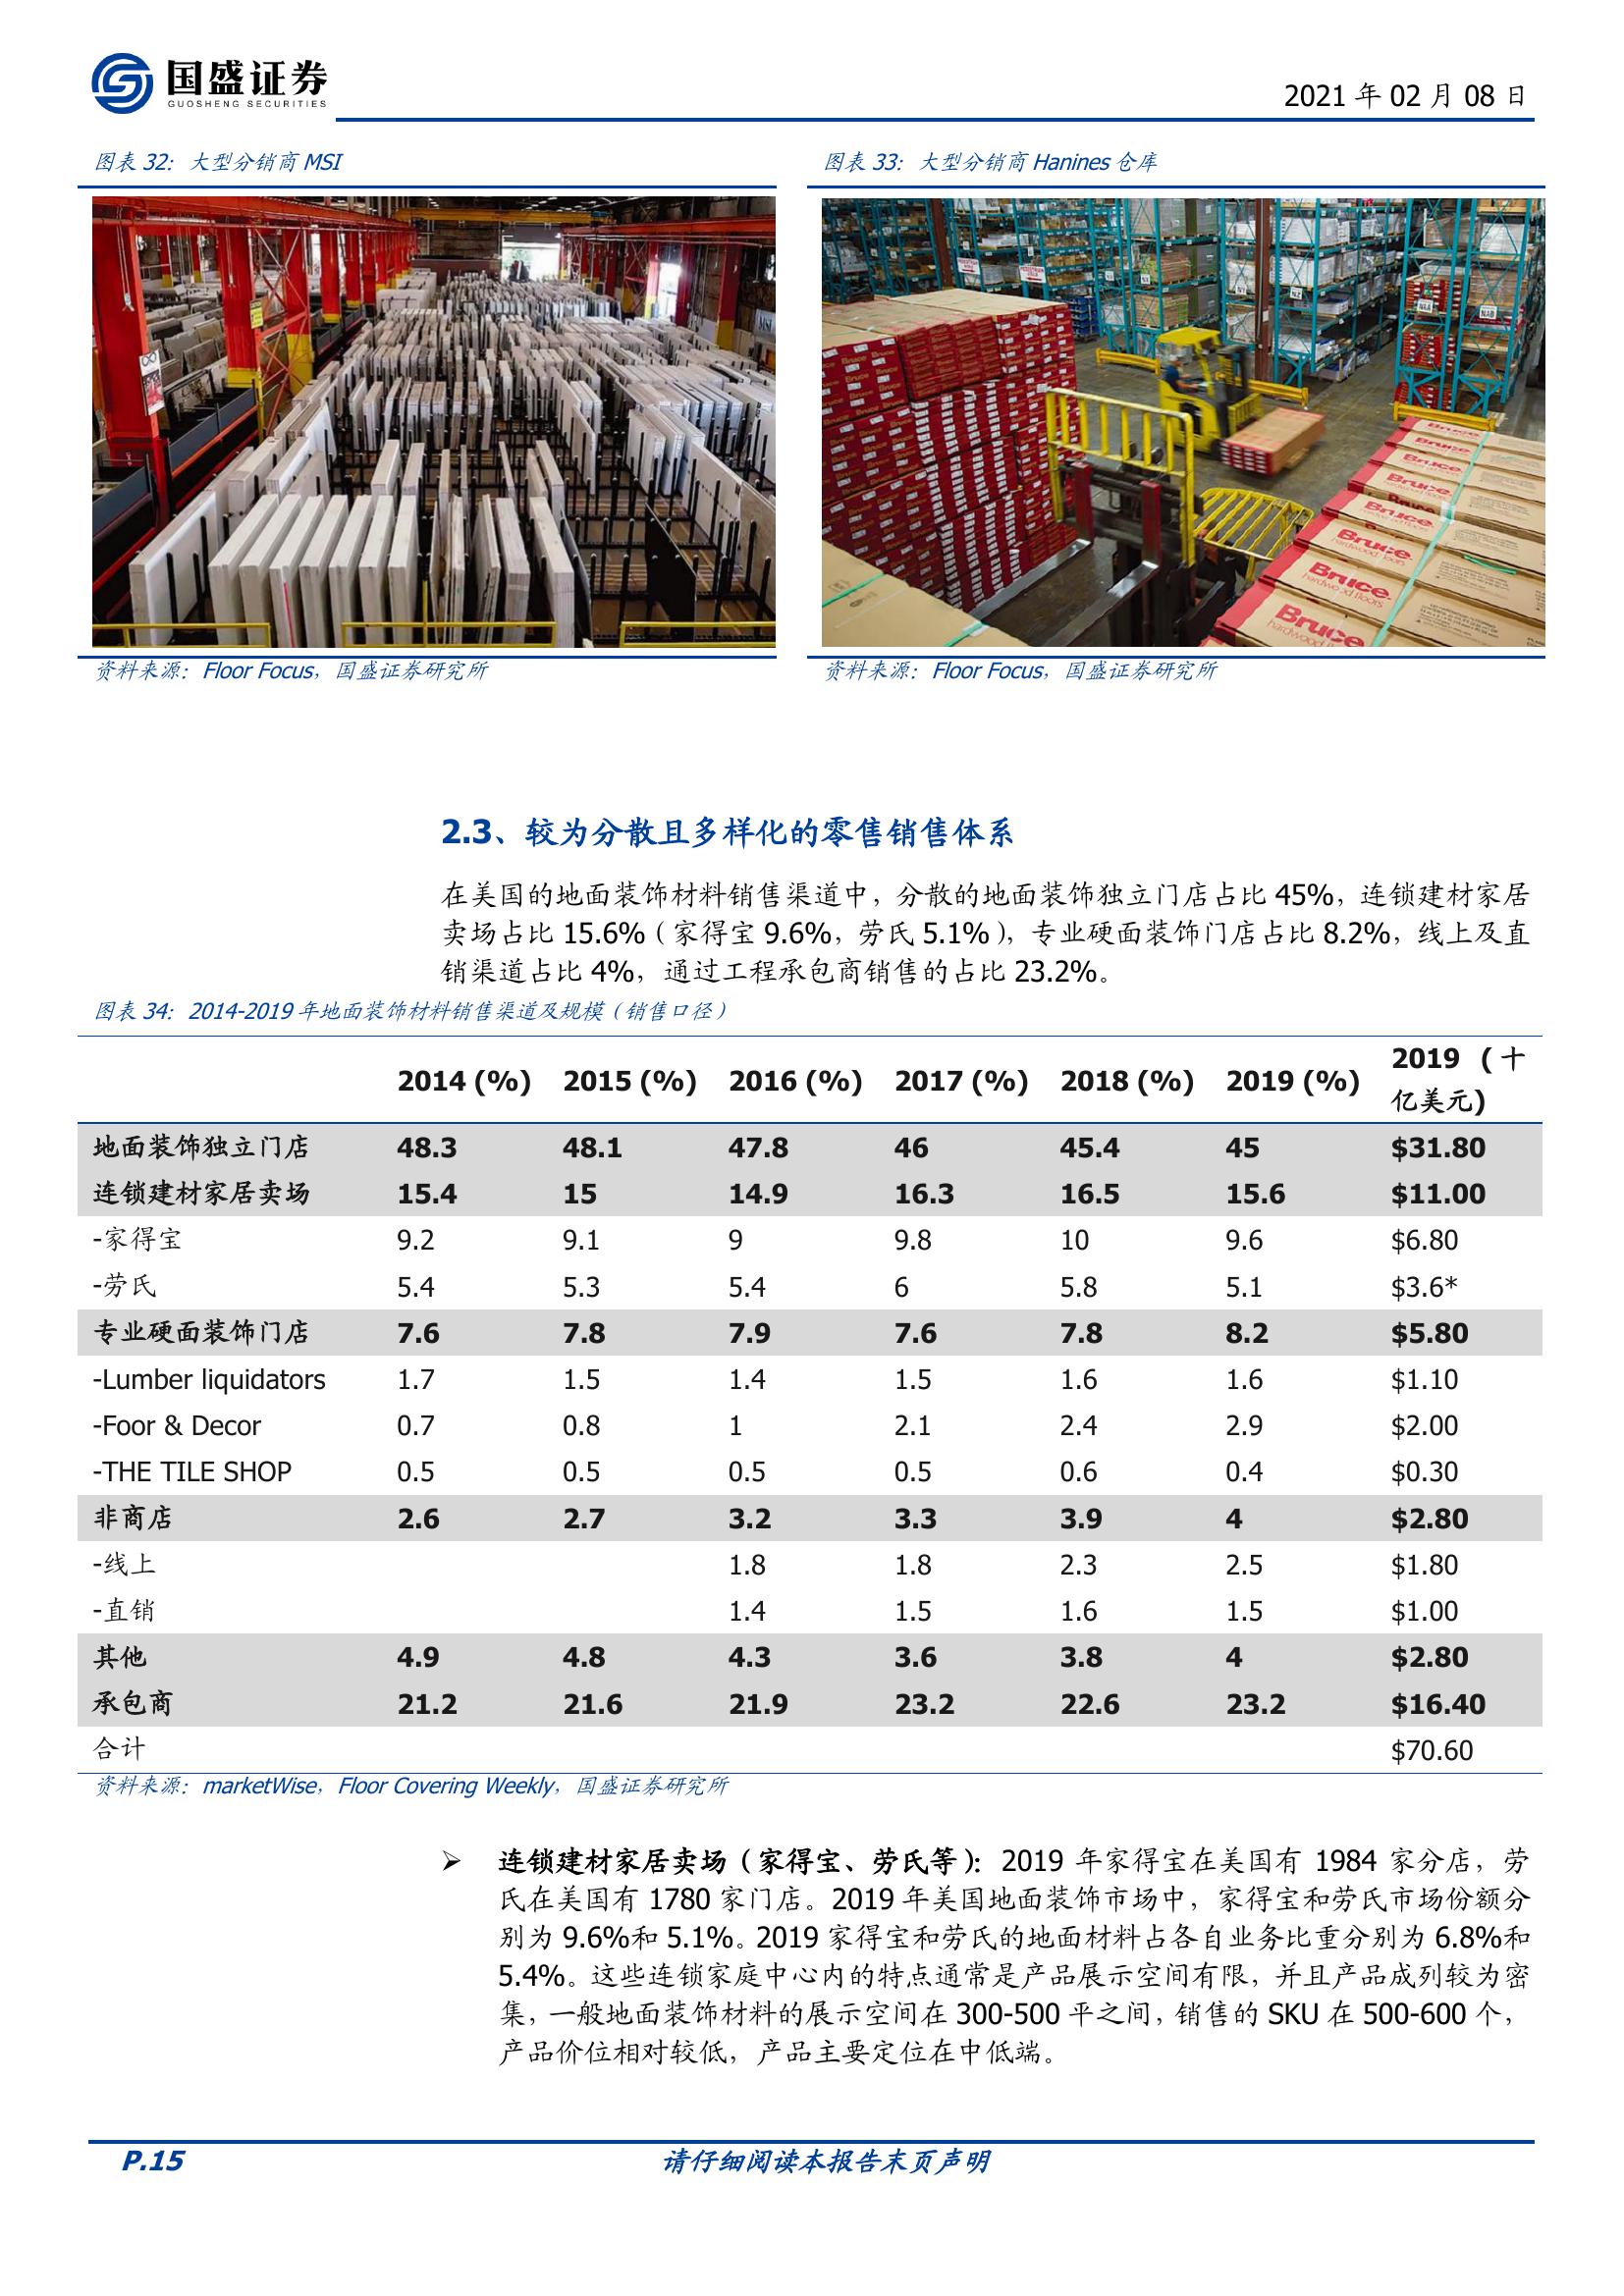 国盛证券
GUOSHENG SECURITIES
2021 年 02 月 08 日
图表 32: 大型分销商 MSI
图表 33: 大型分销商 Hanines 仓库
Bruce
Bruce
Bruce
Bruce
Bruce
hardwood floors
Bruce
hardwood floors
资料来源: Floor Focus, 国盛证券研究所
资料来源: Floor Focus, 国盛证券研究所
2.3、较为分散且多样化的零售销售体系
在美国的地面装饰材料销售渠道中，分散的地面装饰独立门店占比 45%，连锁建材家居
卖场占比 15.6%（家得宝 9.6%，劳氏 5.1%），专业硬面装饰门店占比 8.2%，线上及直
销渠道占比 4%，通过工程承包商销售的占比 23.2%。
图表 34: 2014-2019 年地面装饰材料销售渠道及规模（销售口径）
2014 (%) 2015 (%) 2016 (%) 2017 (%) 2018 (%) 2019 (%) 2019 (十
亿美元)
地面装饰独立门店 48.3 48.1 47.8 46 45.4 45 $31.80
连锁建材家居卖场 15.4 15 14.9 16.3 16.5 15.6 $11.00
-家得宝 9.2 9.1 9 9.8 10 9.6 $6.80
-劳氏 5.4 5.3 5.4 6 5.8 5.1 $3.6*
专业硬面装饰门店 7.6 7.8 7.9 7.6 7.8 8.2 $5.80
-Lumber liquidators 1.7 1.5 1.4 1.5 1.6 1.6 $1.10
-Foor & Decor 0.7 0.8 1 2.1 2.4 2.9 $2.00
-THE TILE SHOP 0.5 0.5 0.5 0.5 0.6 0.4 $0.30
非商店 2.6 2.7 3.2 3.3 3.9 4 $2.80
-线上 1.8 1.8 2.3 2.5 $1.80
-直销 1.4 1.5 1.6 1.5 $1.00
其他 4.9 4.8 4.3 3.6 3.8 4 $2.80
承包商 21.2 21.6 21.9 23.2 22.6 23.2 $16.40
合计 $70.60
资料来源: marketWise, Floor Covering Weekly, 国盛证券研究所
➢ 连锁建材家居卖场（家得宝、劳氏等）：2019 年家得宝在美国有 1984 家分店，劳
氏在美国有 1780 家门店。2019 年美国地面装饰市场中，家得宝和劳氏市场份额分
别为 9.6%和 5.1%。2019 家得宝和劳氏的地面材料占各自业务比重分别为 6.8%和
5.4%。这些连锁家庭中心内的特点通常是产品展示空间有限，并且产品成列较为密
集，一般地面装饰材料的展示空间在 300-500 平之间，销售的 SKU 在 500-600 个，
产品价位相对较低，产品主要定位在中低端。
P.15
请仔细阅读本报告末页声明